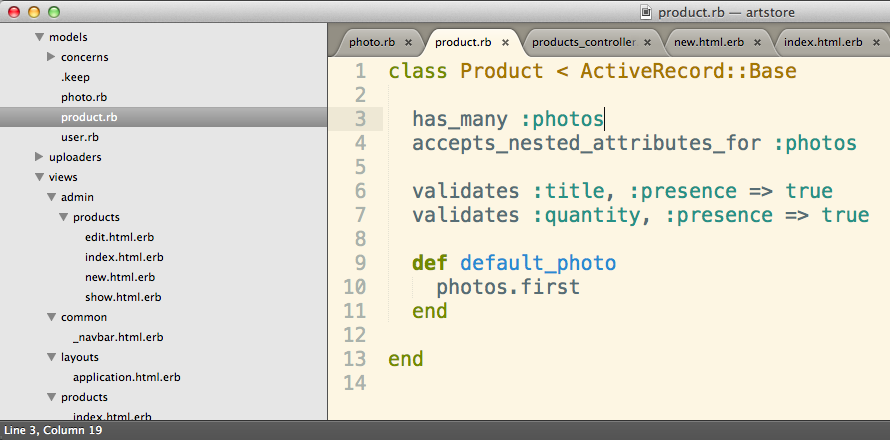 product.rb — artstore
models
concerns
.keep
photo.rb
product.rb
user.rb
uploaders
views
admin
products
edit.html.erb
index.html.erb
new.html.erb
show.html.erb
common
_navbar.html.erb
layouts
application.html.erb
products
index.html.erb
photo.rb × product.rb × products_controller × new.html.erb × index.html.erb ×
1 class Product < ActiveRecord::Base
2
3 has_many :photos
4 accepts_nested_attributes_for :photos
5
6 validates :title, :presence => true
7 validates :quantity, :presence => true
8
9 def default_photo
10 photos.first
11 end
12
13 end
14
Line 3, Column 19